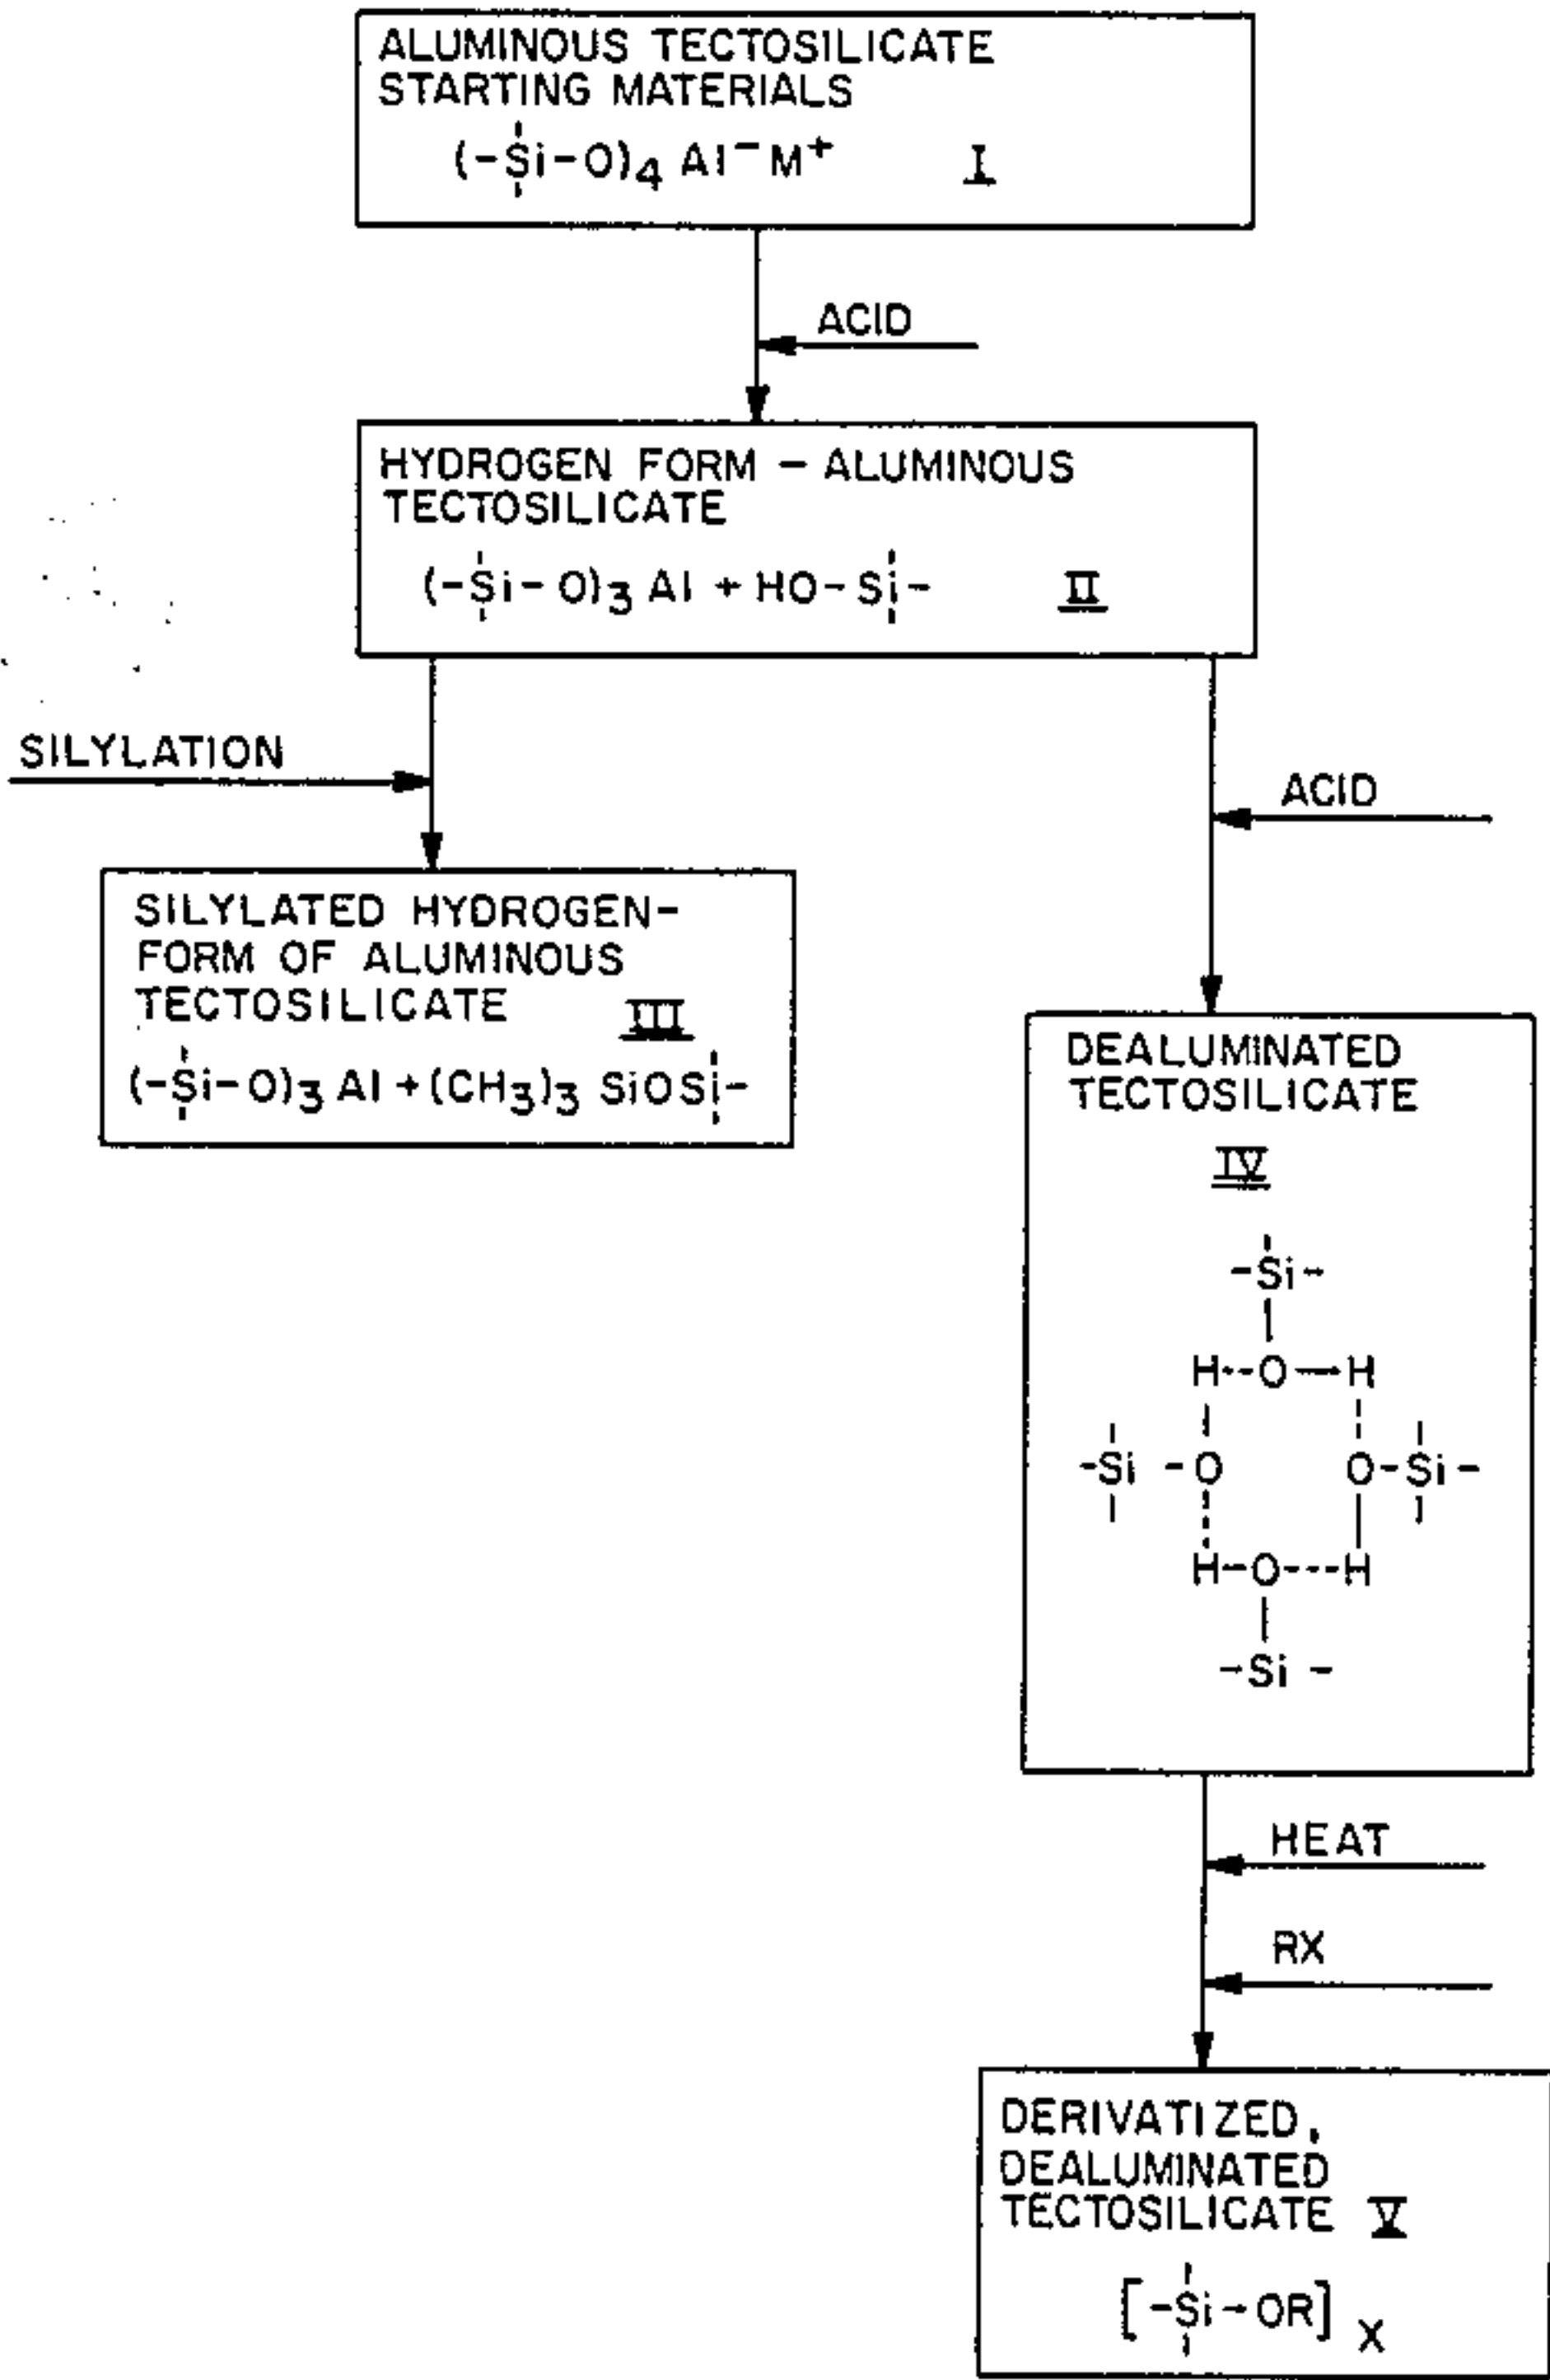 ALUMINOUS TECTOSILICATE
STARTING MATERIALS
(-Si-O)4 Al⁻M⁺ I
ACID
HYDROGEN FORM – ALUMINOUS
TECTOSILICATE
(-Si-O)3 Al + HO-Si- II
SILYLATION
ACID
SILYLATED HYDROGEN-
FORM OF ALUMINOUS
TECTOSILICATE III
(-Si-O)3 Al + (CH3)3 SiOSi-
DEALUMINATED
TECTOSILICATE
IV
-Si-
H--O—H
-Si -O O-Si-
H-O---H
-Si-
HEAT
RX
DERIVATIZED,
DEALUMINATED
TECTOSILICATE V
[-Si-OR] X